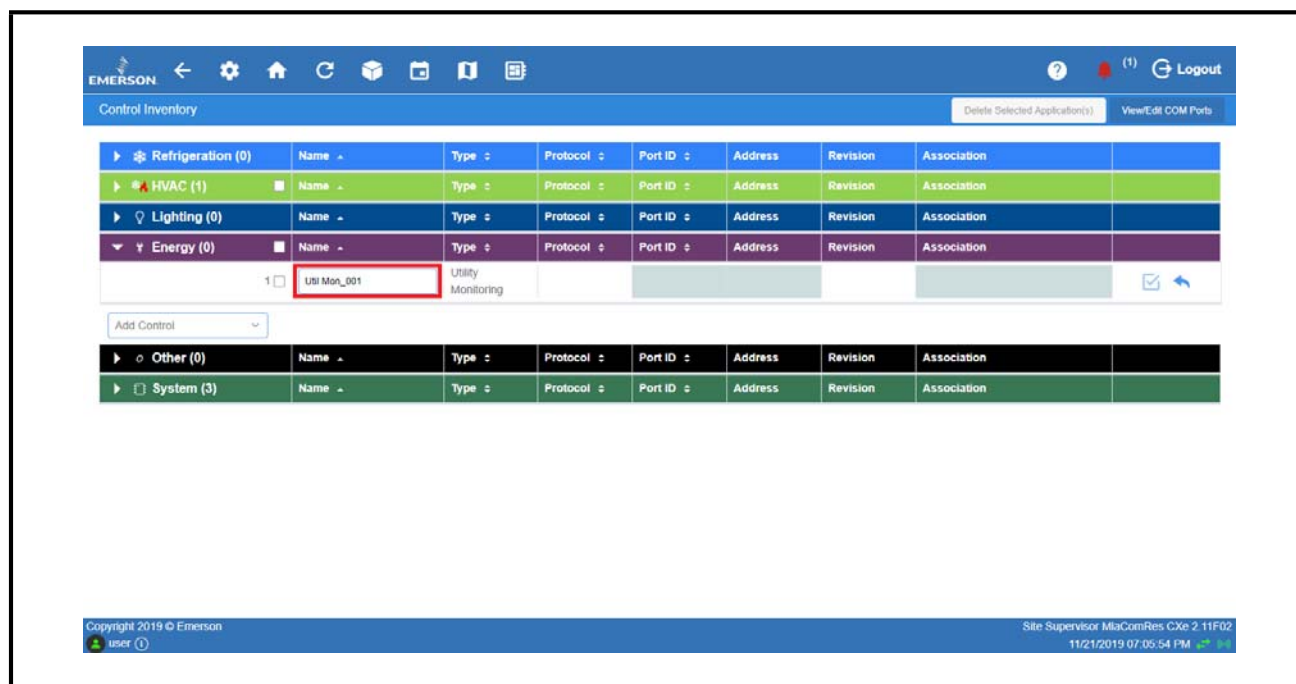 EMERSON
(1) Logout
Control Inventory Delete Selected Application(s) View/Edit COM Ports
Refrigeration (0) Name Type Protocol Port ID Address Revision Association
HVAC (1) Name Type Protocol Port ID Address Revision Association
Lighting (0) Name Type Protocol Port ID Address Revision Association
Energy (0) Name Type Protocol Port ID Address Revision Association
1 Util Mon_001 Utility
Monitoring
Add Control
Other (0) Name Type Protocol Port ID Address Revision Association
System (3) Name Type Protocol Port ID Address Revision Association
Copyright 2019 © Emerson Site Supervisor MiaComRes CXe 2.11F02
user 11/21/2019 07:05:54 PM